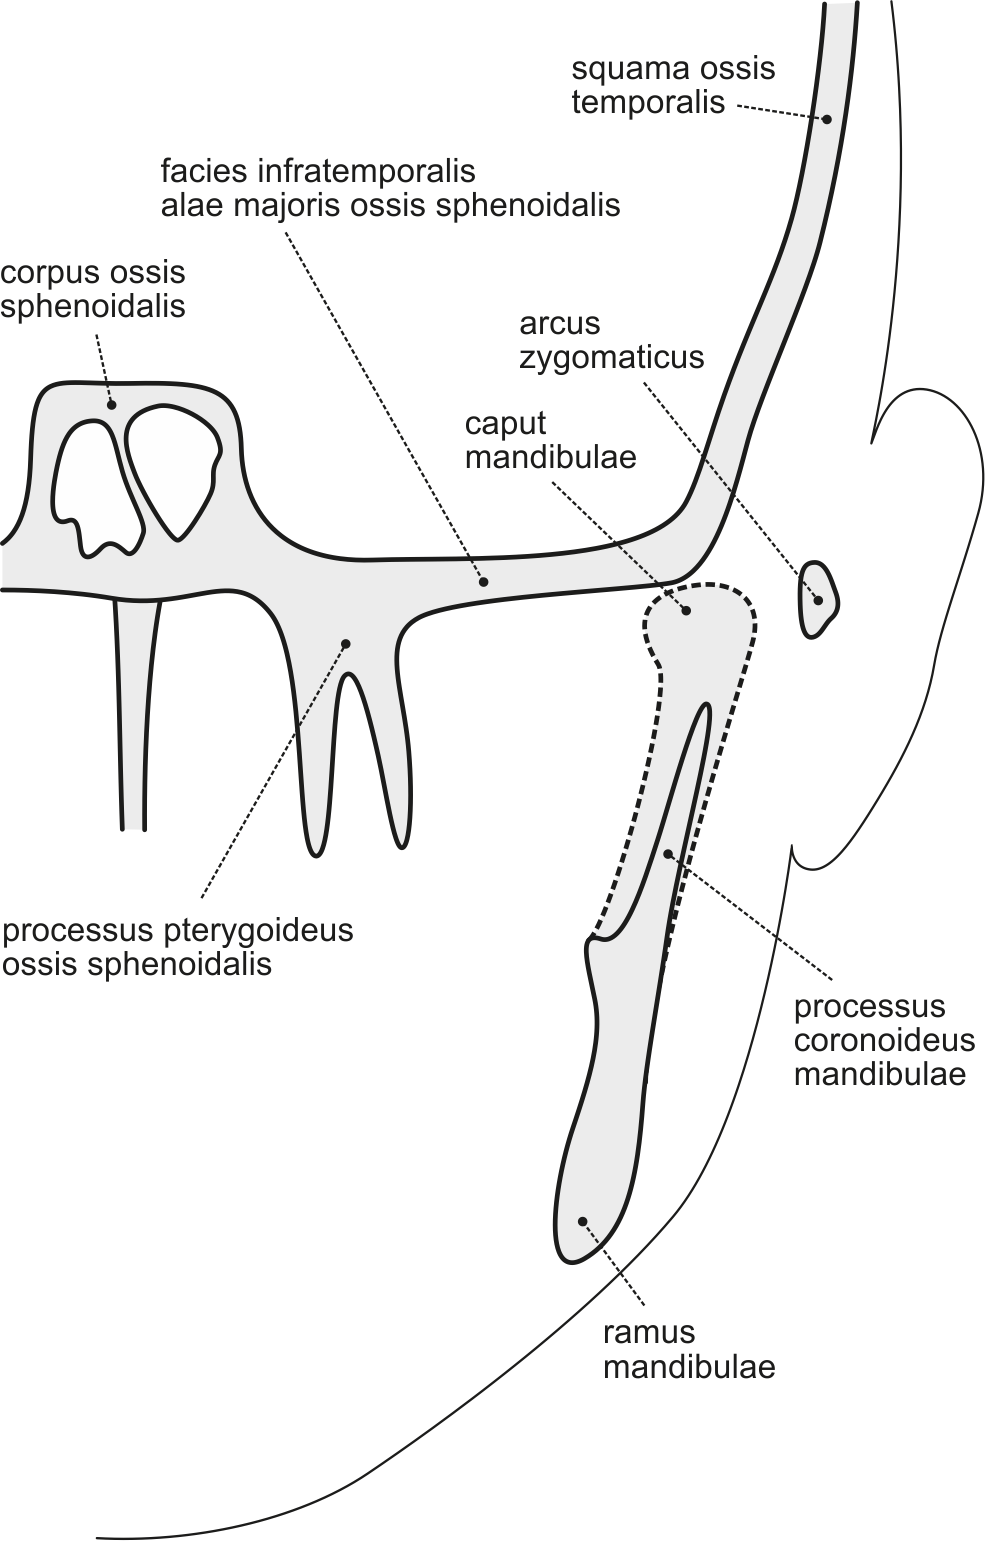 squama ossis
temporalis
facies infratemporalis
alae majoris ossis sphenoidalis
corpus ossis
sphenoidalis
arcus
zygomaticus
caput
mandibulae
processus pterygoideus
ossis sphenoidalis
processus
coronoideus
mandibulae
ramus
mandibulae